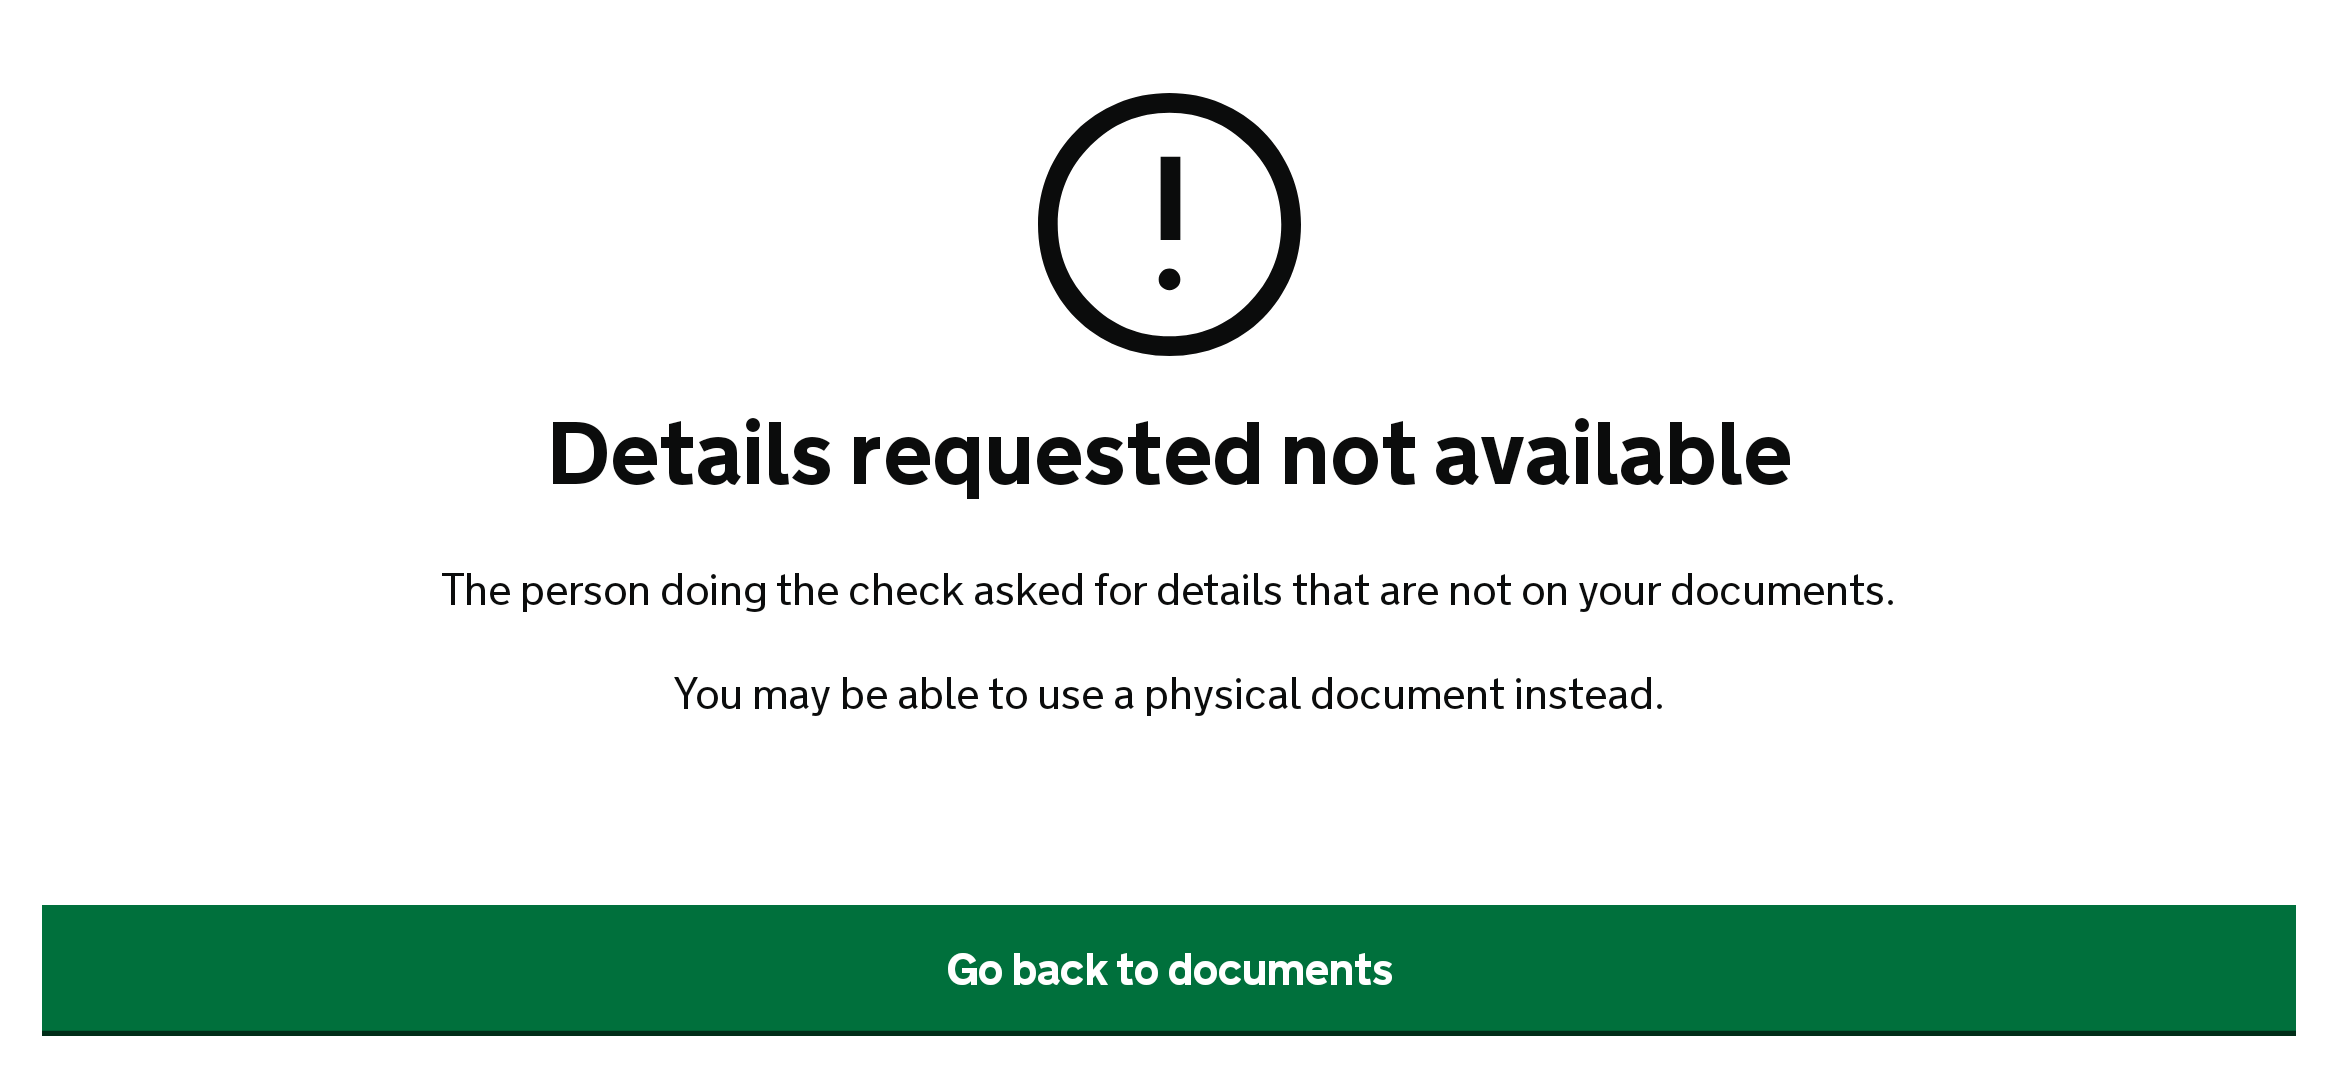 Details requested not available
The person doing the check asked for details that are not on your documents.
You may be able to use a physical document instead.
Go back to documents